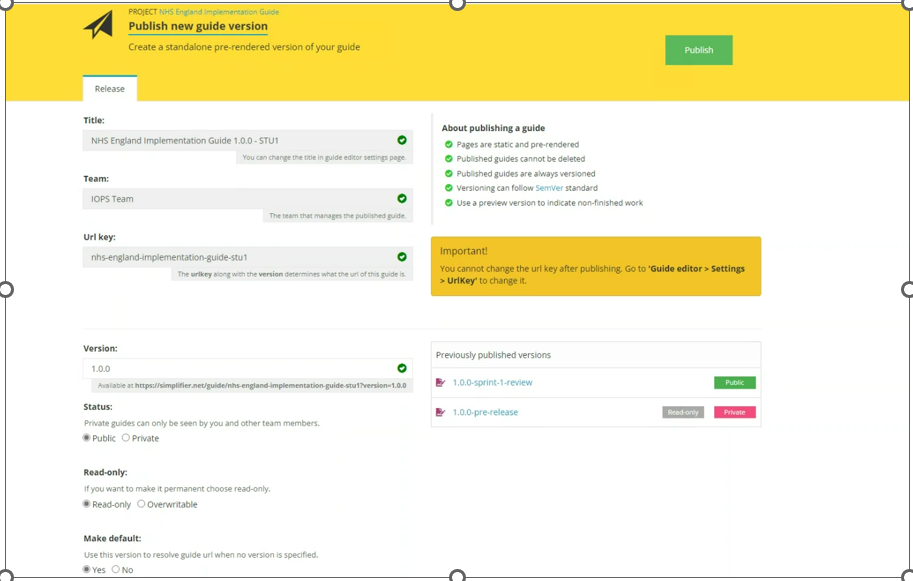 PROJECT NHS England Implementation Guide
Publish new guide version
Create a standalone pre-rendered version of your guide
Publish
Release
Title:
NHS England Implementation Guide 1.0.0 - STU1
You can change the title in guide editor settings page.
Team:
IOPS Team
The team that manages the published guide.
Url key:
nhs-england-implementation-guide-stu1
The urlkey along with the version determines what the url of this guide is.
About publishing a guide
Pages are static and pre-rendered
Published guides cannot be deleted
Published guides are always versioned
Versioning can follow SemVer standard
Use a preview version to indicate non-finished work
Important!
You cannot change the url key after publishing. Go to 'Guide editor > Settings
> UrlKey' to change it.
Version:
1.0.0
Available at https://simplifier.net/guide/nhs-england-implementation-guide-stu1?version=1.0.0
Status:
Private guides can only be seen by you and other team members.
Public Private
Read-only:
If you want to make it permanent choose read-only.
Read-only Overwritable
Make default:
Use this version to resolve guide url when no version is specified.
Yes No
Previously published versions
1.0.0-sprint-1-review Public
1.0.0-pre-release Read-only Private